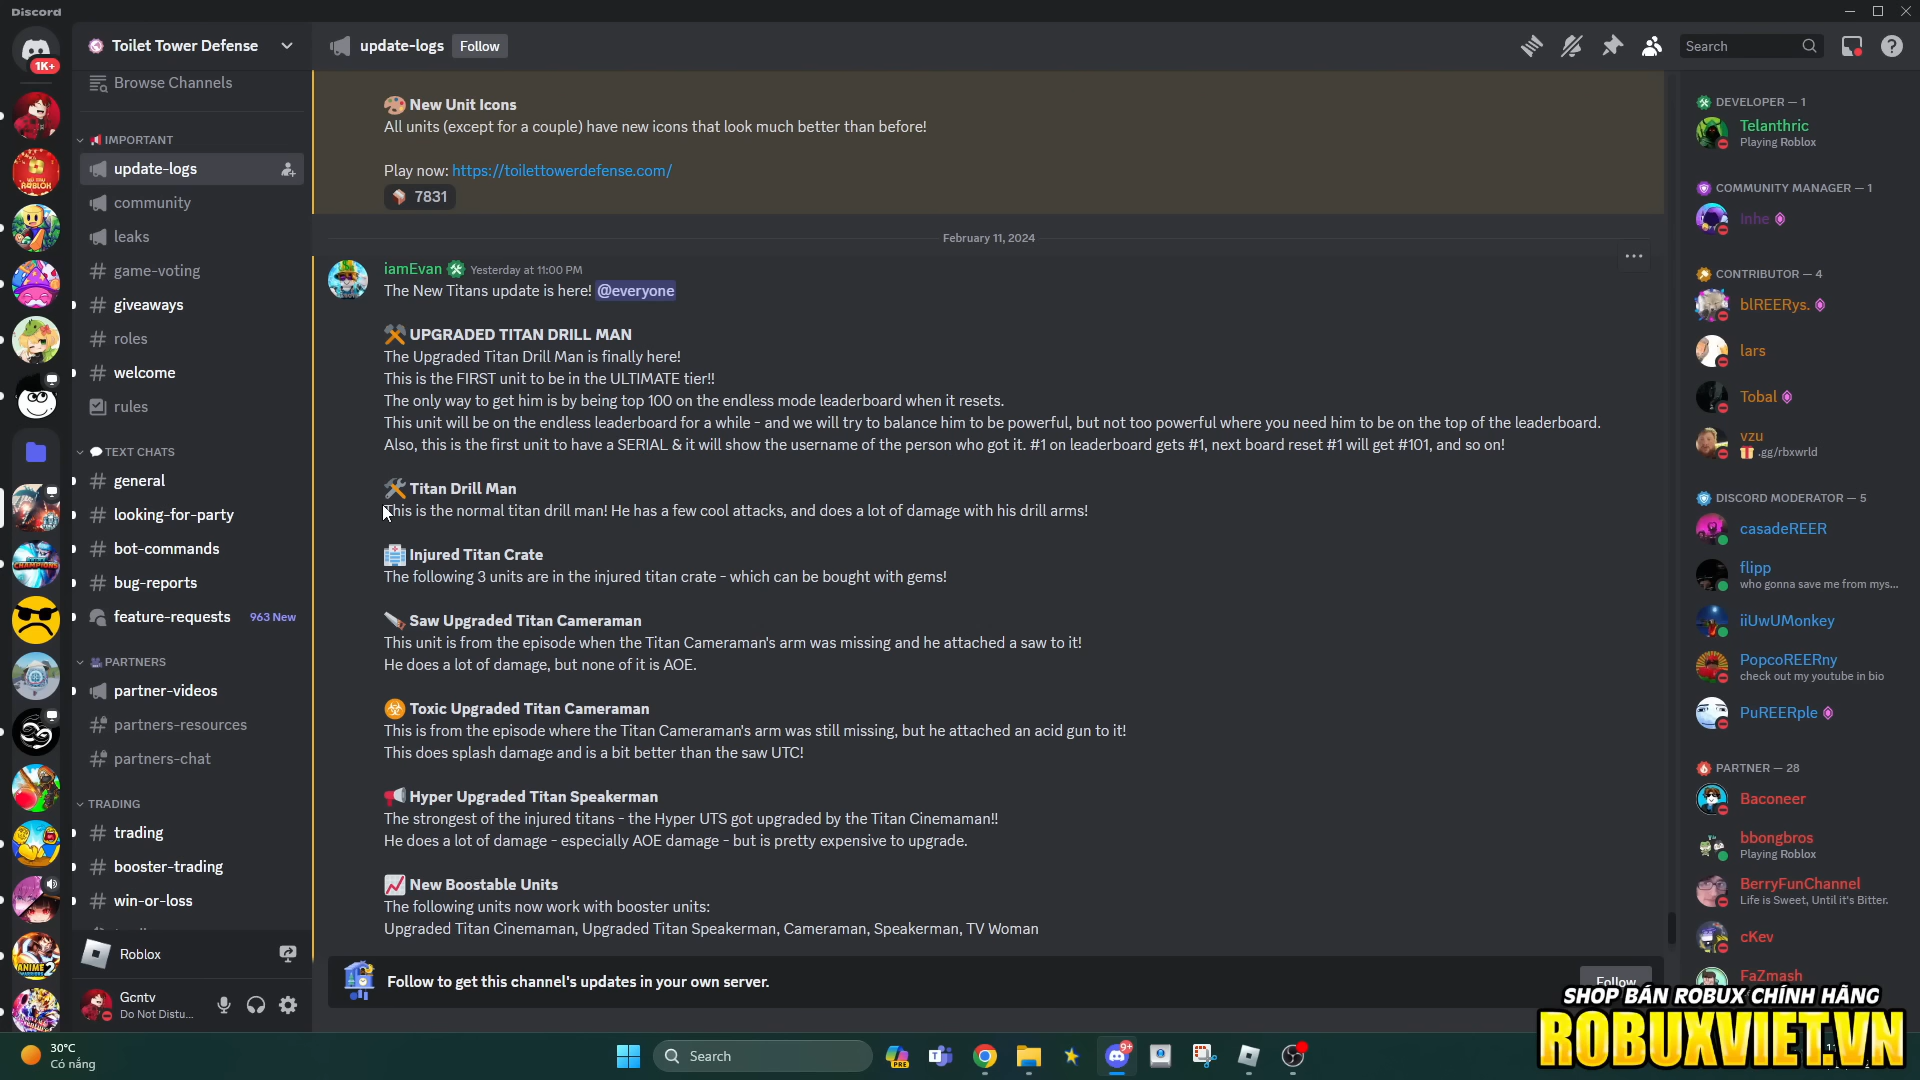 Discord
1K+
Toilet Tower Defense
Browse Channels
IMPORTANT
update-logs
community
leaks
game-voting
giveaways
roles
welcome
rules
TEXT CHATS
general
looking-for-party
bot-commands
bug-reports
feature-requests 963 New
PARTNERS
partner-videos
partners-resources
partners-chat
TRADING
trading
booster-trading
win-or-loss
Roblox
Gcntv
Do Not Distu...
update-logs Follow
Search
New Unit Icons
All units (except for a couple) have new icons that look much better than before!
Play now: https://toilettowerdefense.com/
7831
February 11, 2024
iamEvan Yesterday at 11:00 PM
The New Titans update is here! @everyone
UPGRADED TITAN DRILL MAN
The Upgraded Titan Drill Man is finally here!
This is the FIRST unit to be in the ULTIMATE tier!!
The only way to get him is by being top 100 on the endless mode leaderboard when it resets.
This unit will be on the endless leaderboard for a while - and we will try to balance him to be powerful, but not too powerful where you need him to be on the top of the leaderboard.
Also, this is the first unit to have a SERIAL & it will show the username of the person who got it. #1 on leaderboard gets #1, next board reset #1 will get #101, and so on!
Titan Drill Man
This is the normal titan drill man! He has a few cool attacks, and does a lot of damage with his drill arms!
Injured Titan Crate
The following 3 units are in the injured titan crate - which can be bought with gems!
Saw Upgraded Titan Cameraman
This unit is from the episode when the Titan Cameraman's arm was missing and he attached a saw to it!
He does a lot of damage, but none of it is AOE.
Toxic Upgraded Titan Cameraman
This is from the episode where the Titan Cameraman's arm was still missing, but he attached an acid gun to it!
This does splash damage and is a bit better than the saw UTC!
Hyper Upgraded Titan Speakerman
The strongest of the injured titans - the Hyper UTS got upgraded by the Titan Cinemaman!!
He does a lot of damage - especially AOE damage - but is pretty expensive to upgrade.
New Boostable Units
The following units now work with booster units:
Upgraded Titan Cinemaman, Upgraded Titan Speakerman, Cameraman, Speakerman, TV Woman
Follow to get this channel's updates in your own server.
Follow
DEVELOPER — 1
Telanthric
Playing Roblox
COMMUNITY MANAGER — 1
Inhe
CONTRIBUTOR — 4
blREERys.
lars
Tobal
vzu
.gg/rbxwrld
DISCORD MODERATOR — 5
casadeREER
flipp
who gonna save me from mys...
iiUwUMonkey
PopcoREERny
check out my youtube in bio
PuREERple
PARTNER — 28
Baconeer
bbongbros
Playing Roblox
BerryFunChannel
Life is Sweet, Until it's Bitter.
cKev
FaZmash
SHOP BÁN ROBUX CHÍNH HÃNG
ROBUXVIET.VN
30°C
Có nắng
Search
PRE
9+